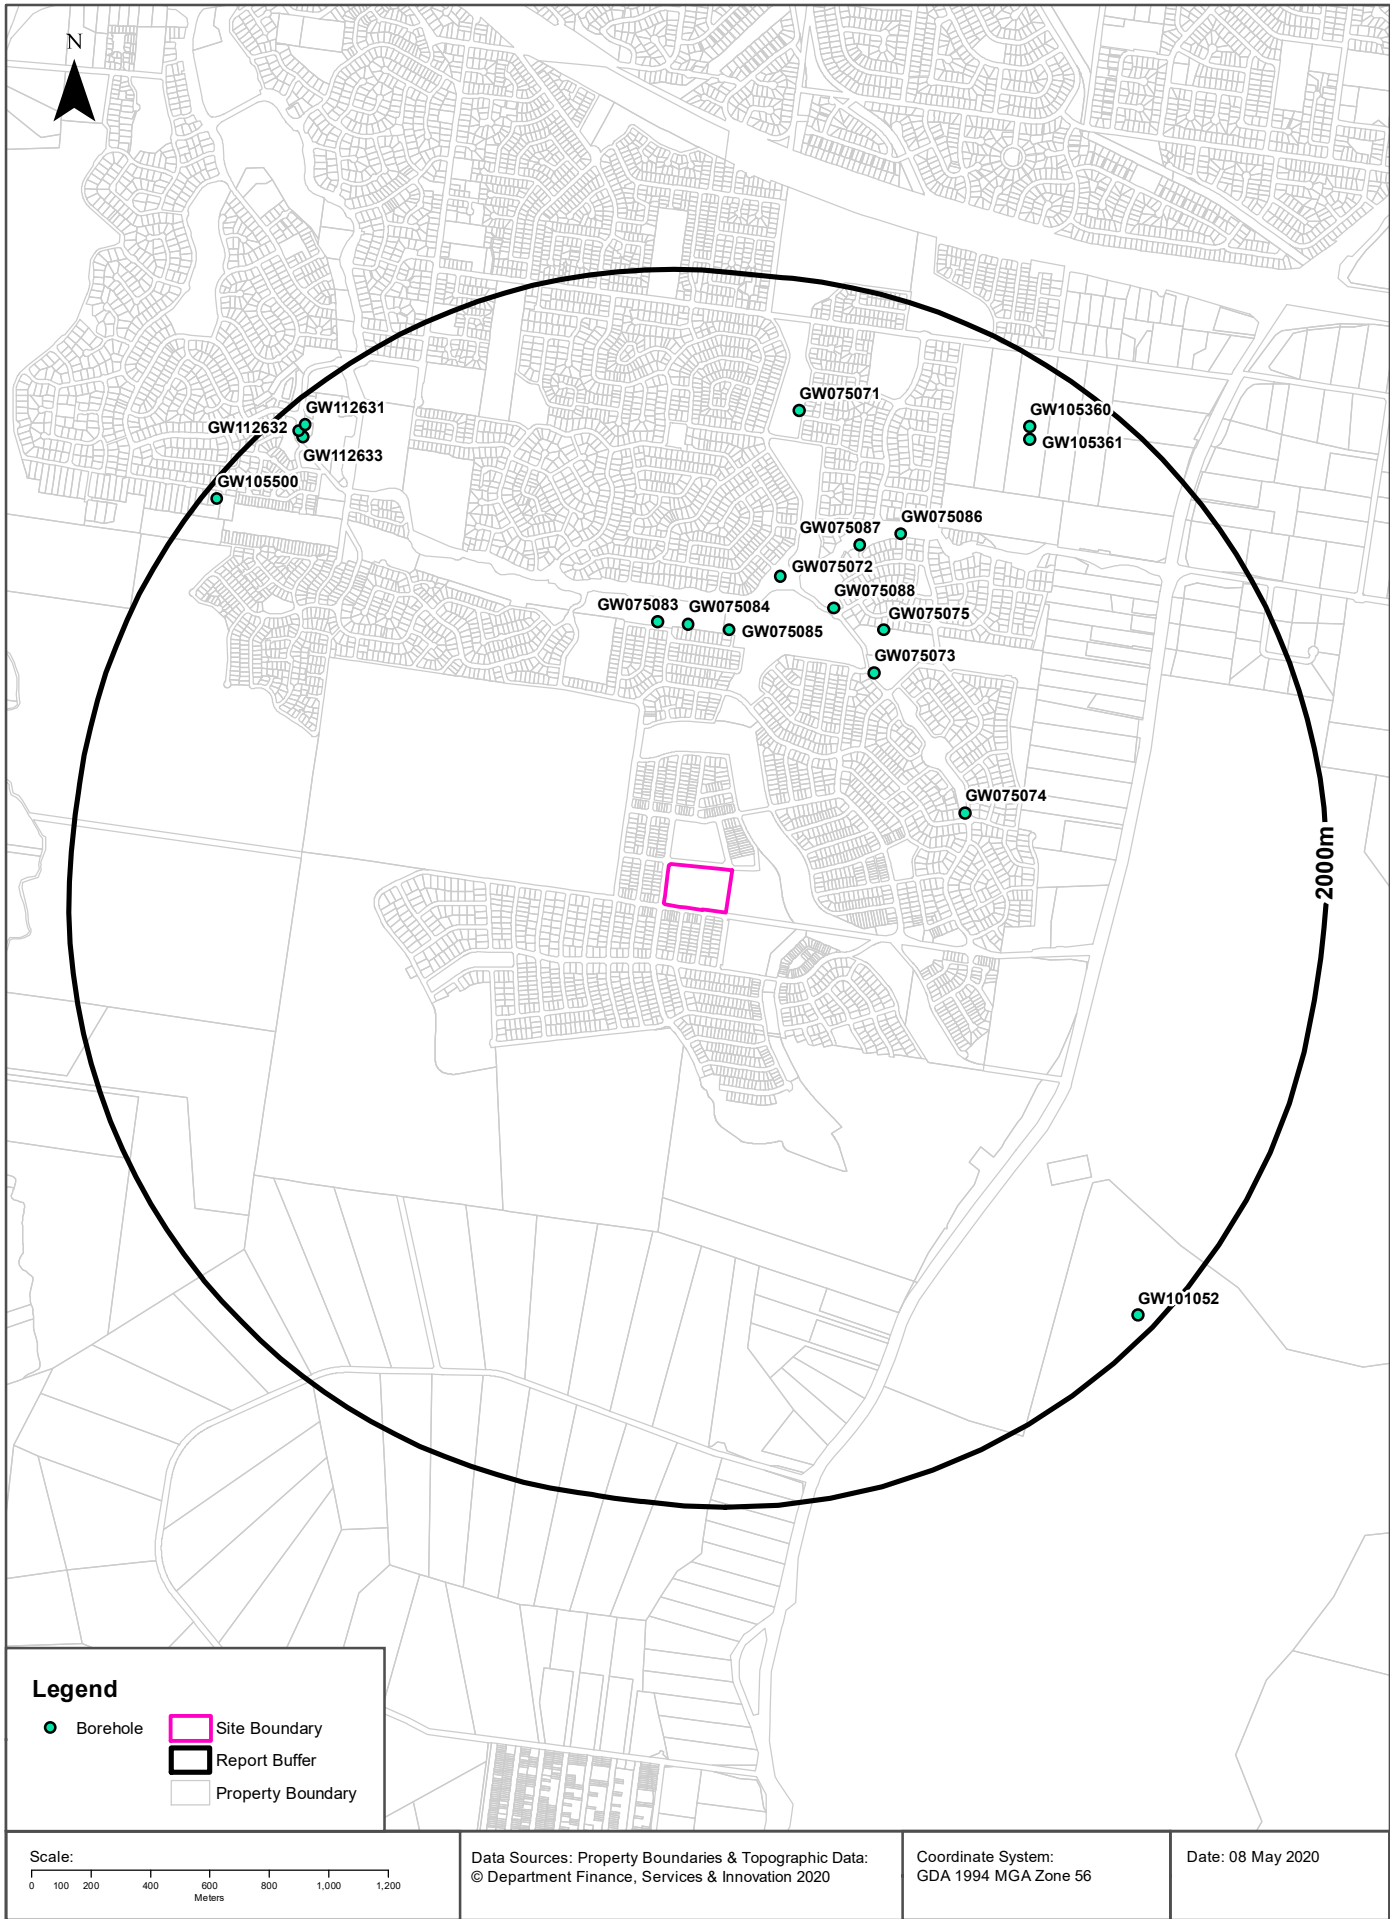 N
GW075071
GW112631
GW112632
GW105360
GW105361
GW112633
GW105500
GW075086
GW075087
GW075072
GW075083
GW075084
GW075088
GW075085
GW075075
GW075073
GW075074
2000m
GW101052
Legend
Borehole
Site Boundary
Report Buffer
Property Boundary
Scale:
0 100 200 400 600 800 1,000 1,200
Meters
Data Sources: Property Boundaries & Topographic Data:
© Department Finance, Services & Innovation 2020
Coordinate System:
GDA 1994 MGA Zone 56
Date: 08 May 2020